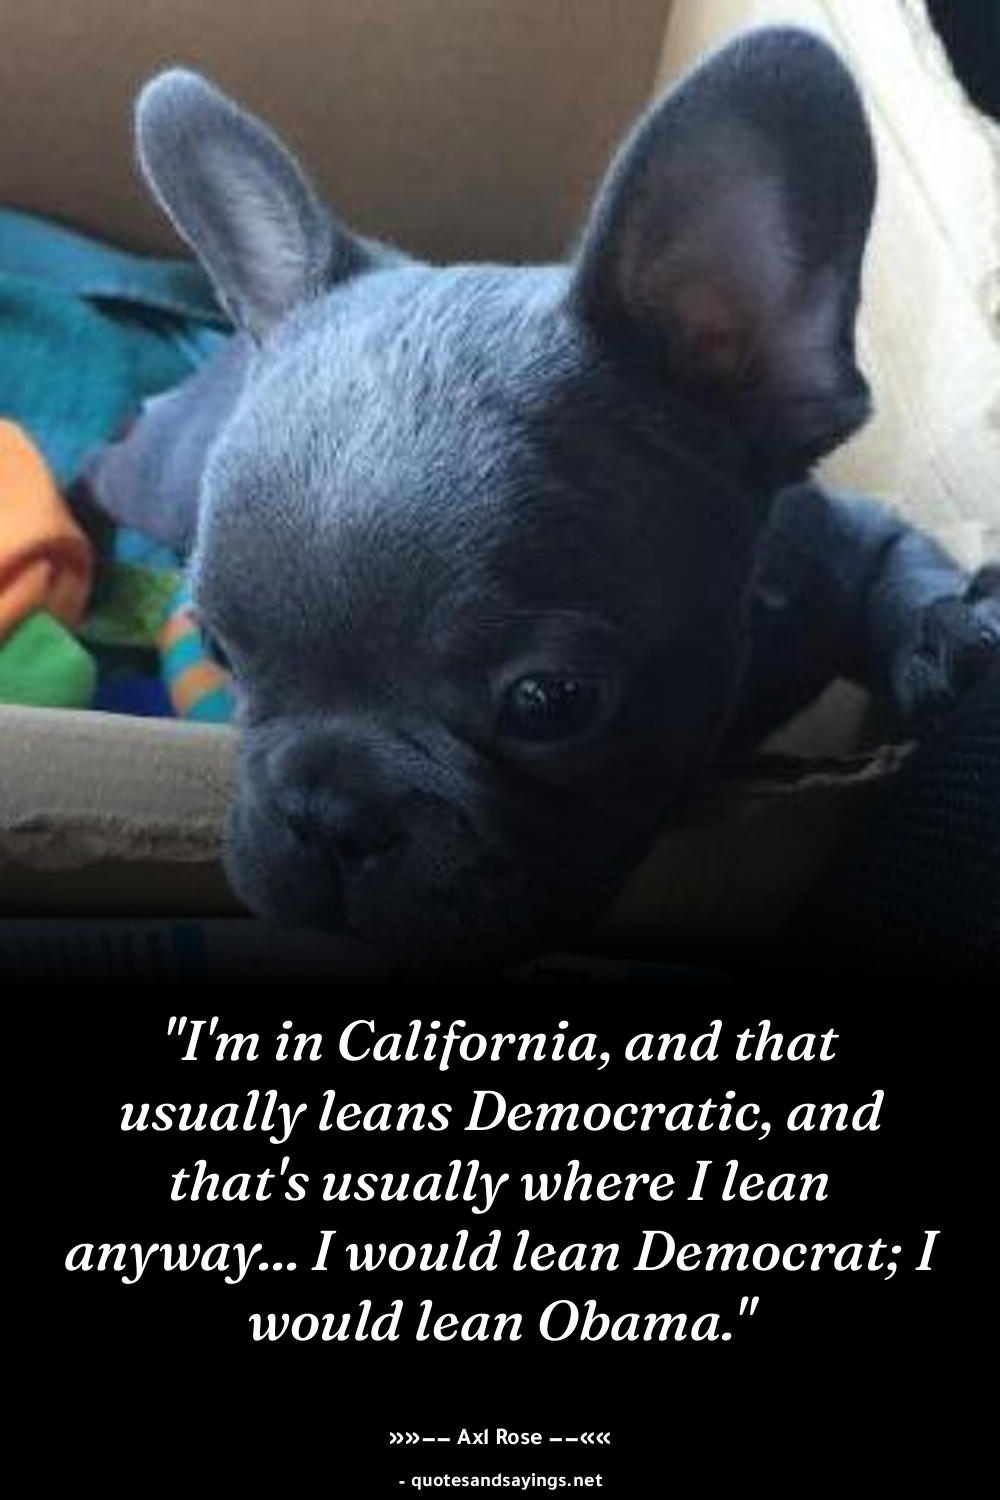 "I'm in California, and that
usually leans Democratic, and
that's usually where I lean
anyway... I would lean Democrat; I
would lean Obama."
»»−− Axl Rose −−««
- quotesandsayings.net